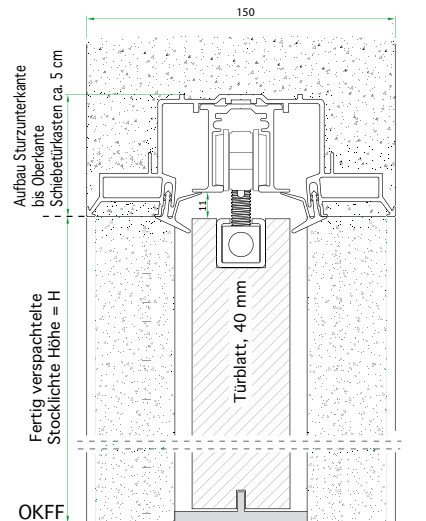 150
Aufbau Sturzunterkante
bis Oberkante
Schiebetürkasten ca. 5 cm
11
Fertig verspachtelte
Stocklichte Höhe = H
Türblatt, 40 mm
OKFF